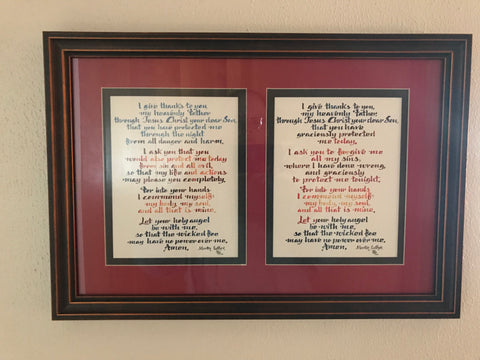 I give thanks to you,
my heavenly Father
through Jesus Christ your dear Son,
that you have protected me
through the night
from all danger and harm.
I ask you that you
would also protect me today
from sin and all evil,
so that my life and actions
may please you completely.
For into your hands
I commend myself
my body, my soul,
and all that is mine.
Let your holy angel
be with me,
so that the wicked foe
may have no power over me,
Amen.
Martin Luther
I give thanks to you,
my heavenly Father,
through Jesus Christ your dear Son,
that you have
graciously protected
me today,
I ask you to forgive me
all my sins,
where I have done wrong,
and graciously
to protect me tonight.
For into your hands
I commend myself
my body, my soul,
and all that is mine,
Let your holy angel
be with me,
so that the wicked foe
may have no power over me,
Amen.
Martin Luther